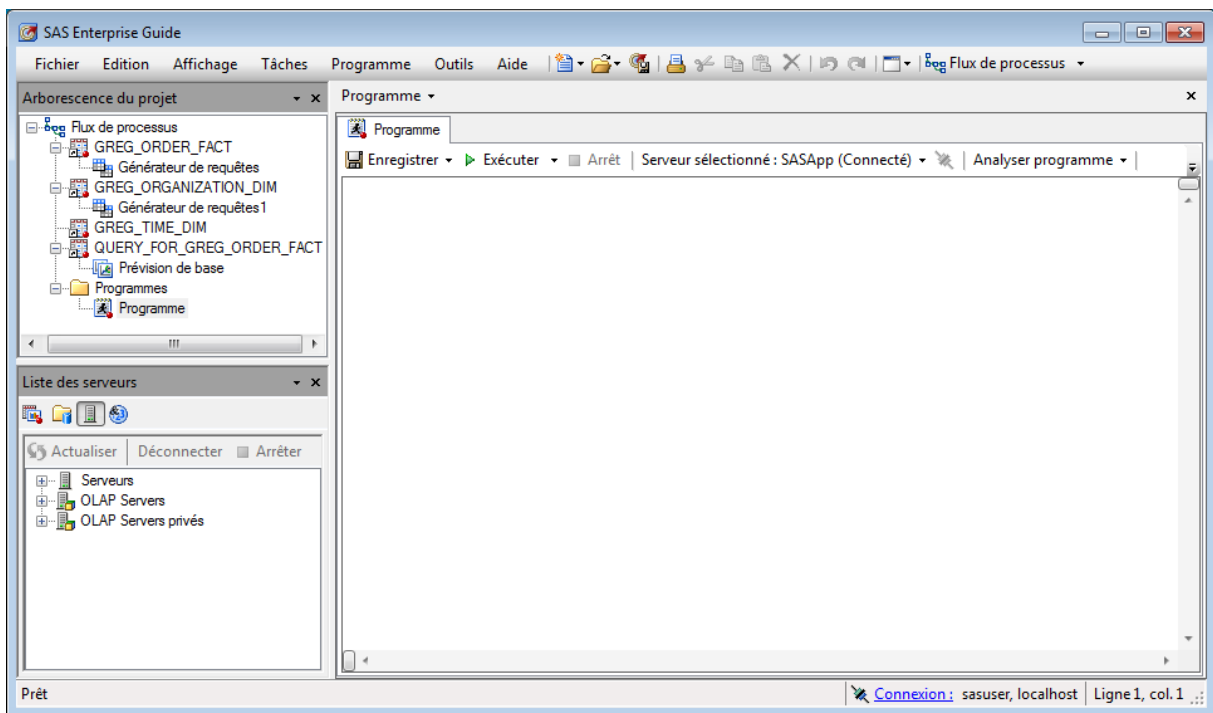 SAS Enterprise Guide
Fichier Edition Affichage Tâches Programme Outils Aide Flux de processus
Arborescence du projet
Flux de processus
GREG_ORDER_FACT
Générateur de requêtes
GREG_ORGANIZATION_DIM
Générateur de requêtes1
GREG_TIME_DIM
QUERY_FOR_GREG_ORDER_FACT
Prévision de base
Programmes
Programme
Liste des serveurs
Actualiser Déconnecter Arrêter
Serveurs
OLAP Servers
OLAP Servers privés
Programme
Programme
Enregistrer Exécuter Arrêt Serveur sélectionné : SASApp (Connecté) Analyser programme
Prêt
Connexion : sasuser, localhost Ligne 1, col. 1